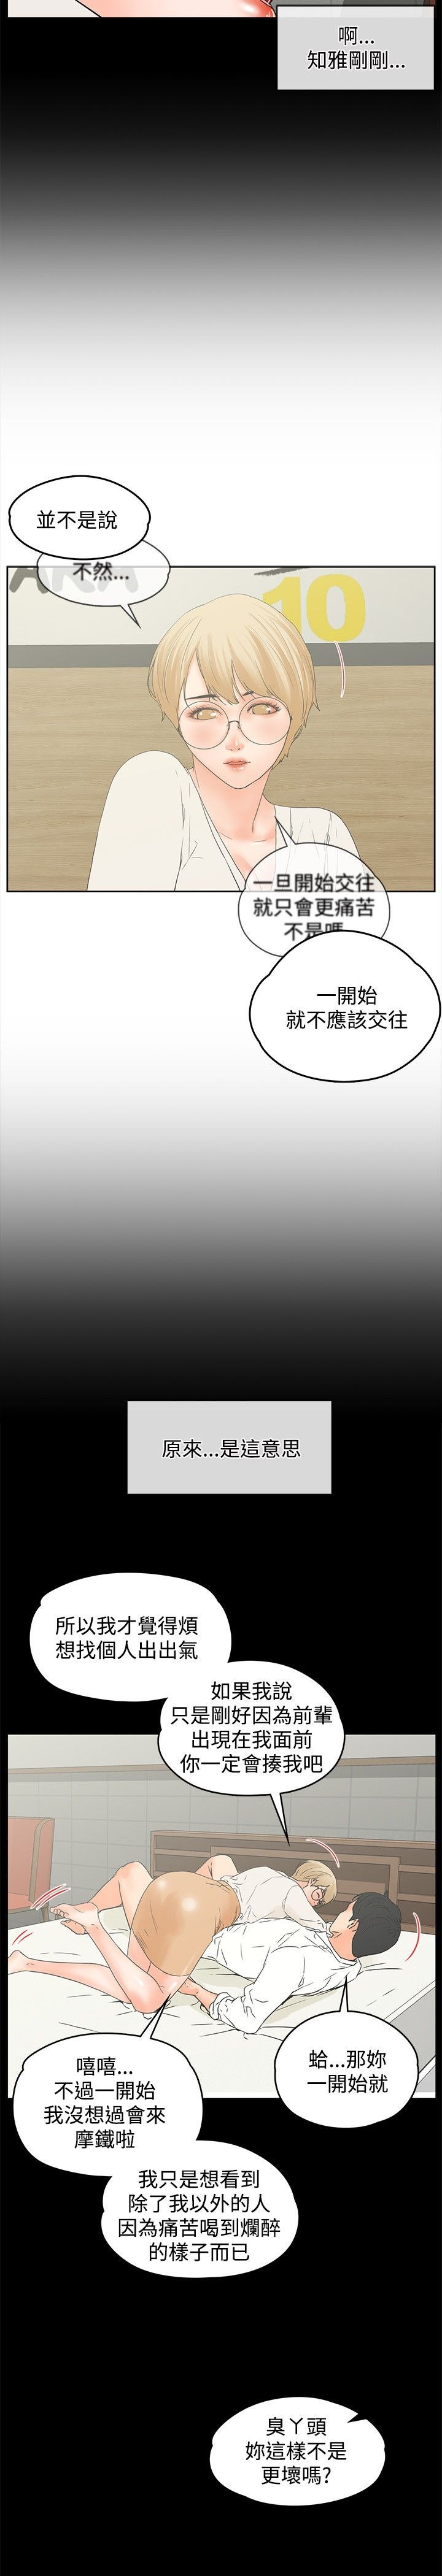 啊...
知雅剛剛...
並不是說
不然...
10
一旦開始交往
就只會更痛苦
不是嗎
一開始
就不應該交往
原來...是這意思
所以我才覺得煩
想找個人出出氣
如果我說
只是剛好因為前輩
出現在我面前
你一定會揍我吧
蛤...那妳
一開始就
嘻嘻...
不過一開始
我沒想過會來
摩鐵啦
我只是想看到
除了我以外的人
因為痛苦喝到爛醉
的樣子而已
臭丫頭
妳這樣不是
更壞嗎?